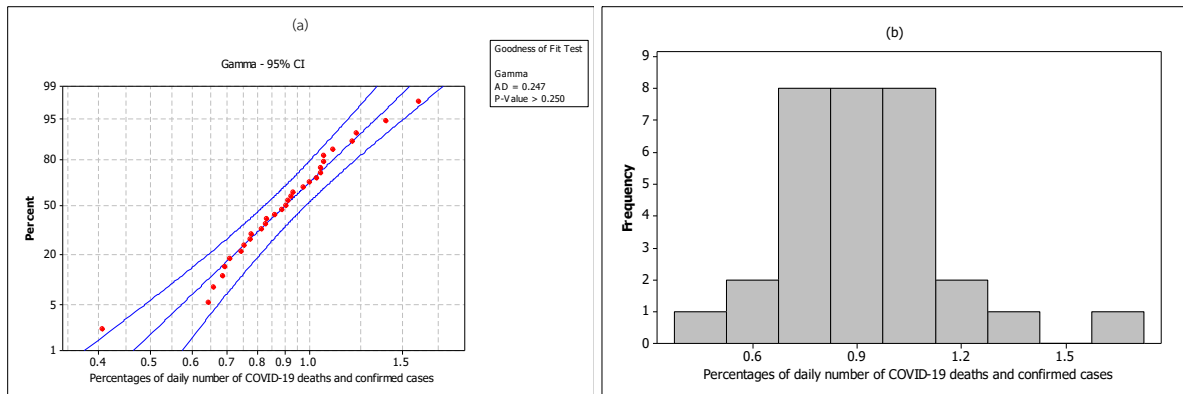 (a)
Gamma - 95% CI
Goodness of Fit Test
Gamma
AD = 0.247
P-Value > 0.250
Percent
99
95
80
50
20
5
1
0.4 0.5 0.6 0.7 0.8 0.9 1.0 1.5
Percentages of daily number of COVID-19 deaths and confirmed cases
(b)
Frequency
9
8
7
6
5
4
3
2
1
0
0.6 0.9 1.2 1.5
Percentages of daily number of COVID-19 deaths and confirmed cases